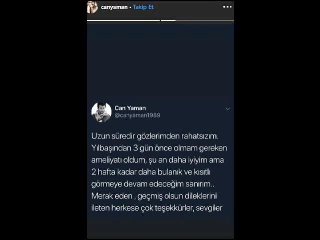 canyaman • Takip Et
Can Yaman
@canyaman1989
Uzun süredir gözlerimden rahatsızım.
Yılbaşından 3 gün önce olmam gereken
ameliyatı oldum, şu an daha iyiyim ama
2 hafta kadar daha bulanık ve kısıtlı
görmeye devam edeceğim sanırım..
Merak eden , geçmiş olsun dileklerini
ileten herkese çok teşekkürler, sevgiler